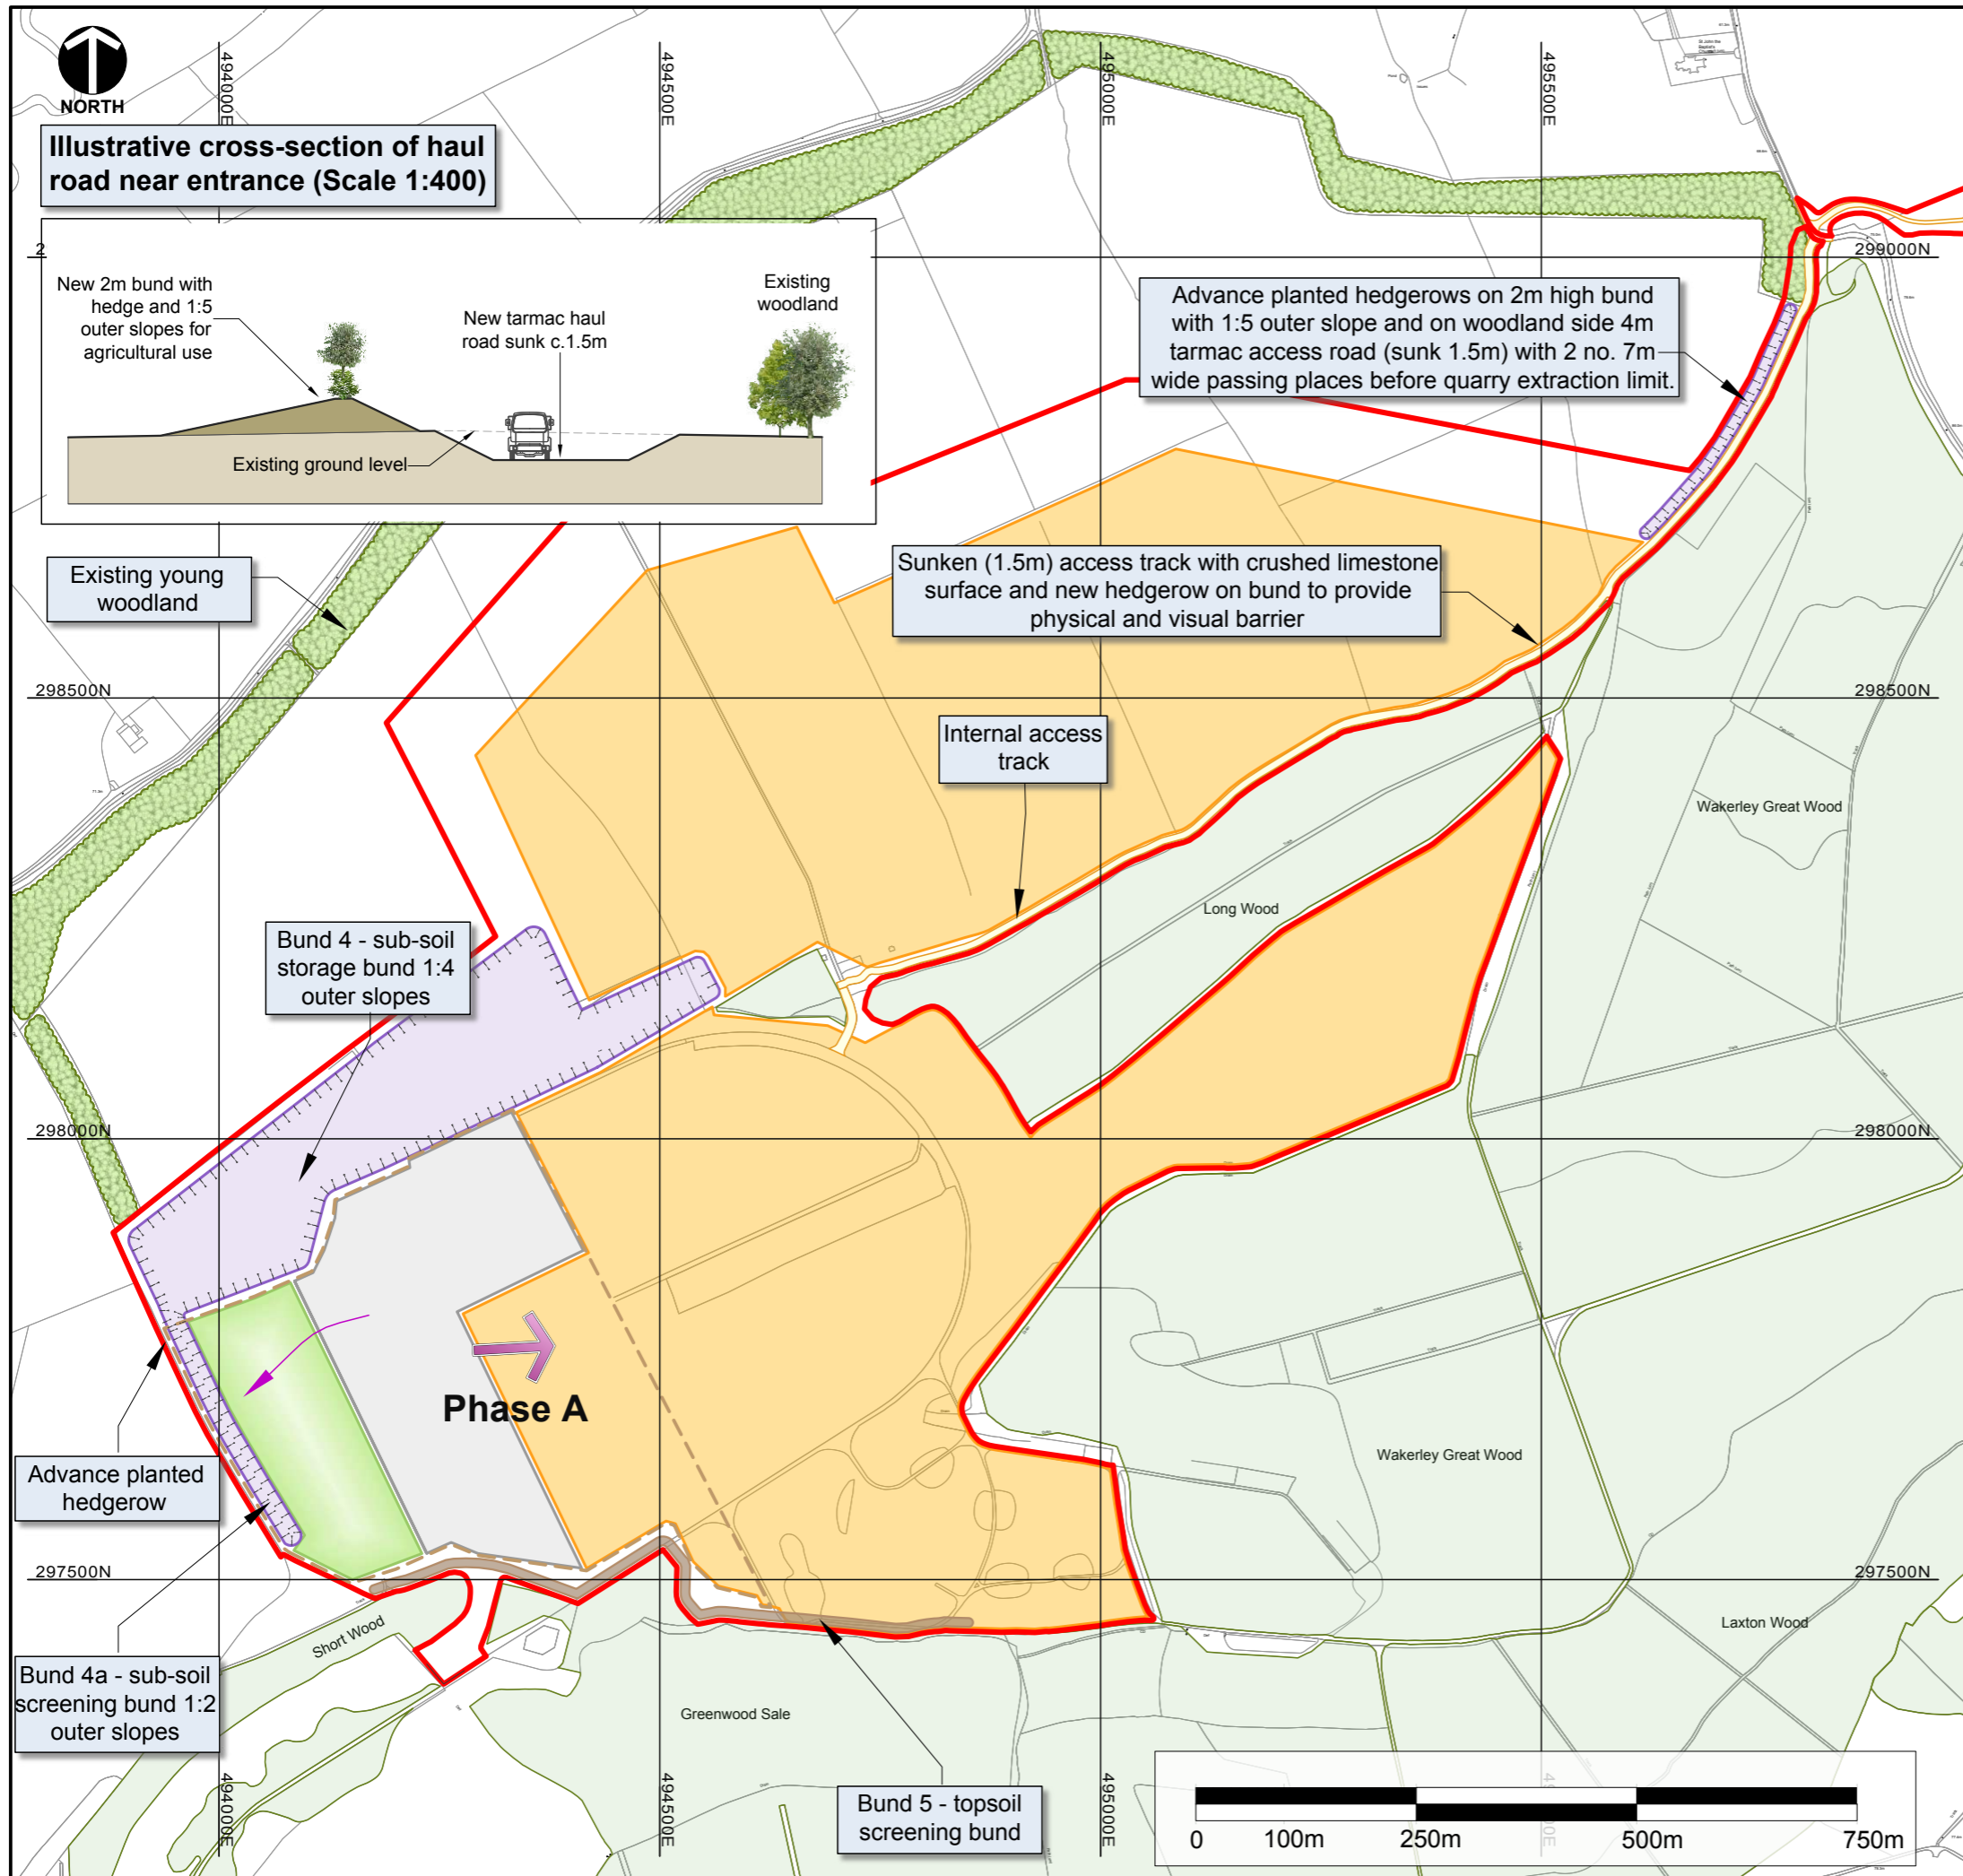 NORTH
Illustrative cross-section of haul
road near entrance (Scale 1:400)
494000E
494500E
495000E
495500E
2
New 2m bund with
hedge and 1:5
outer slopes for
agricultural use
New tarmac haul
road sunk c.1.5m
Existing
woodland
Existing ground level
299000N
Advance planted hedgerows on 2m high bund
with 1:5 outer slope and on woodland side 4m
tarmac access road (sunk 1.5m) with 2 no. 7m
wide passing places before quarry extraction limit.
Existing young
woodland
Sunken (1.5m) access track with crushed limestone
surface and new hedgerow on bund to provide
physical and visual barrier
298500N
298500N
Internal access
track
Wakerley Great Wood
Long Wood
Bund 4 - sub-soil
storage bund 1:4
outer slopes
298000N
298000N
Phase A
Advance planted
hedgerow
Wakerley Great Wood
297500N
297500N
Short Wood
Laxton Wood
Bund 4a - sub-soil
screening bund 1:2
outer slopes
Greenwood Sale
Bund 5 - topsoil
screening bund
494000E
494500E
495000E
0 100m 250m 500m 750m